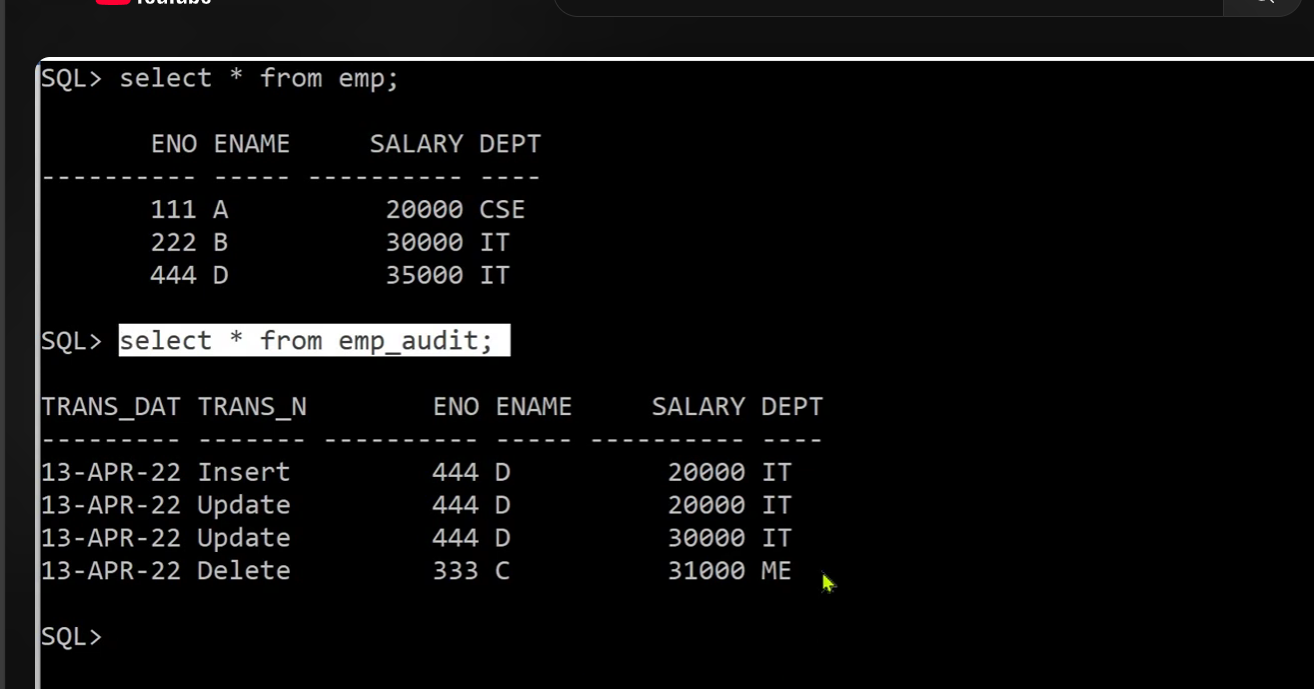 YouTube
SQL> select * from emp;
ENO ENAME SALARY DEPT
---------- ----- ---------- ----
111 A 20000 CSE
222 B 30000 IT
444 D 35000 IT
SQL> select * from emp_audit;
TRANS_DAT TRANS_N ENO ENAME SALARY DEPT
--------- ------- ---------- ----- ---------- ----
13-APR-22 Insert 444 D 20000 IT
13-APR-22 Update 444 D 20000 IT
13-APR-22 Update 444 D 30000 IT
13-APR-22 Delete 333 C 31000 ME
SQL>